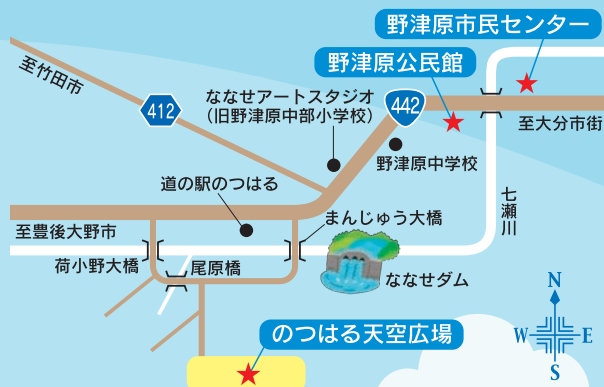 野津原市民センター
野津原公民館
至竹田市
412
ななせアートスタジオ
(旧野津原中部小学校)
442
至大分市街
野津原中学校
道の駅のつはる
七瀬川
まんじゅう大橋
至豊後大野市
荷小野大橋
尾原橋
ななせダム
N
W
E
S
のつはる天空広場